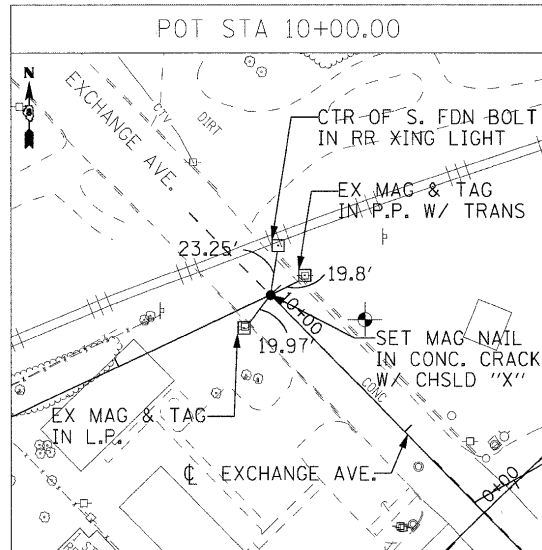 POT STA 10+00.00
N
EXCHANGE AVE.
CTV
DIRT
CTR OF S. FDN BOLT
IN RR XING LIGHT
EX MAG & TAG
IN P.P. W/ TRANS
23.25'
19.8'
10+00
19.97'
SET MAG NAIL
IN CONC. CRACK
W/ CHSLD "X"
CONC
EX MAG & TAG
IN L.P.
℄ EXCHANGE AVE.
0+00